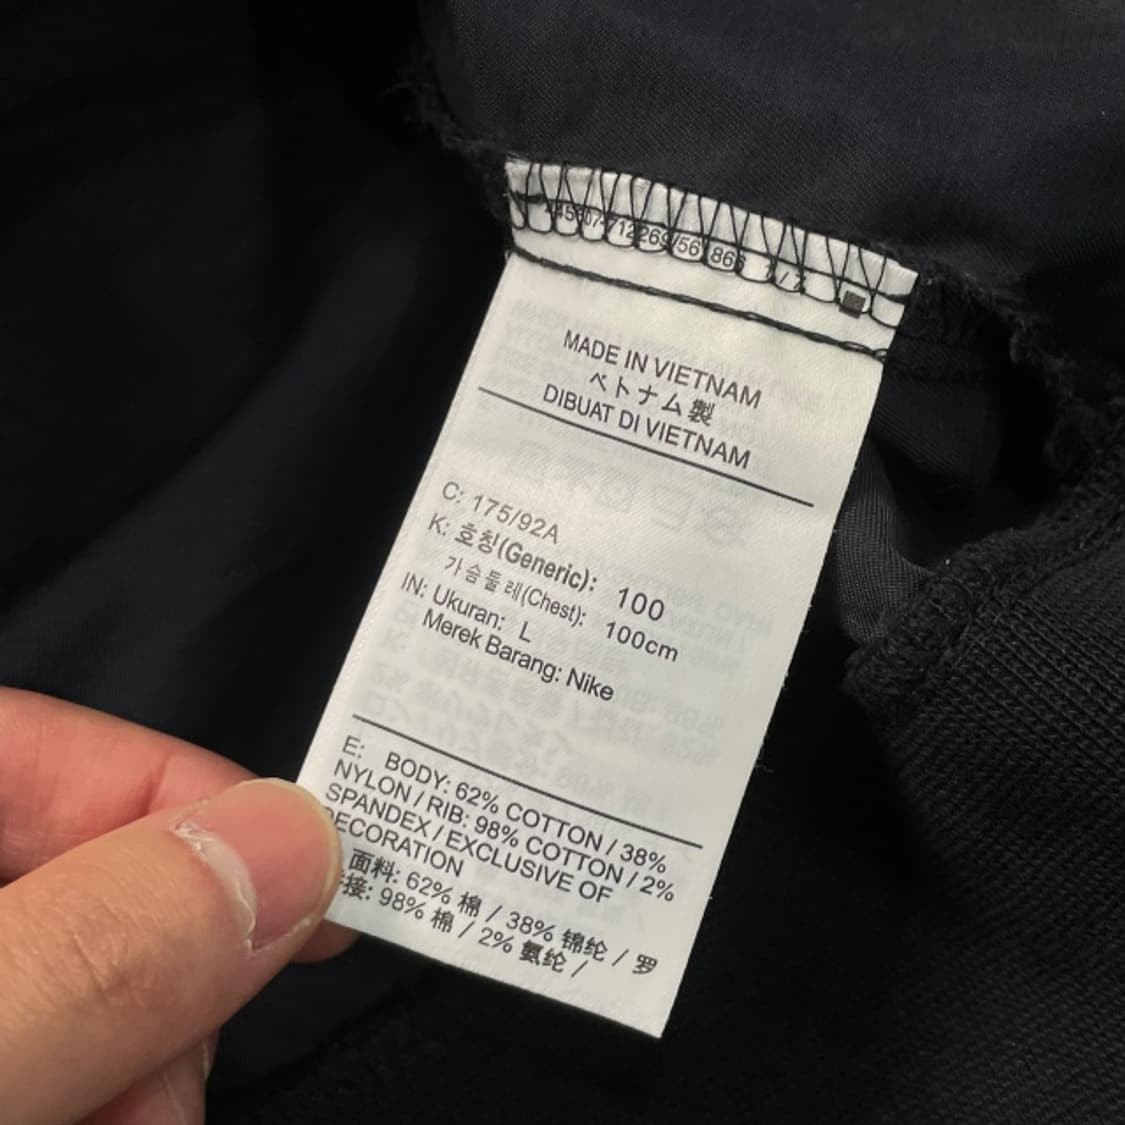 MADE IN VIETNAM
ベトナム製
DIBUAT DI VIETNAM
C: 175/92A
K: 호칭(Generic): 100
가슴둘레(Chest): 100cm
IN: Ukuran: L
Merek Barang: Nike
E: BODY: 62% COTTON / 38%
NYLON / RIB: 98% COTTON / 2%
SPANDEX / EXCLUSIVE OF
DECORATION
面料: 62% 棉 / 38% 锦纶 / 罗
接: 98% 棉 / 2% 氨纶 /